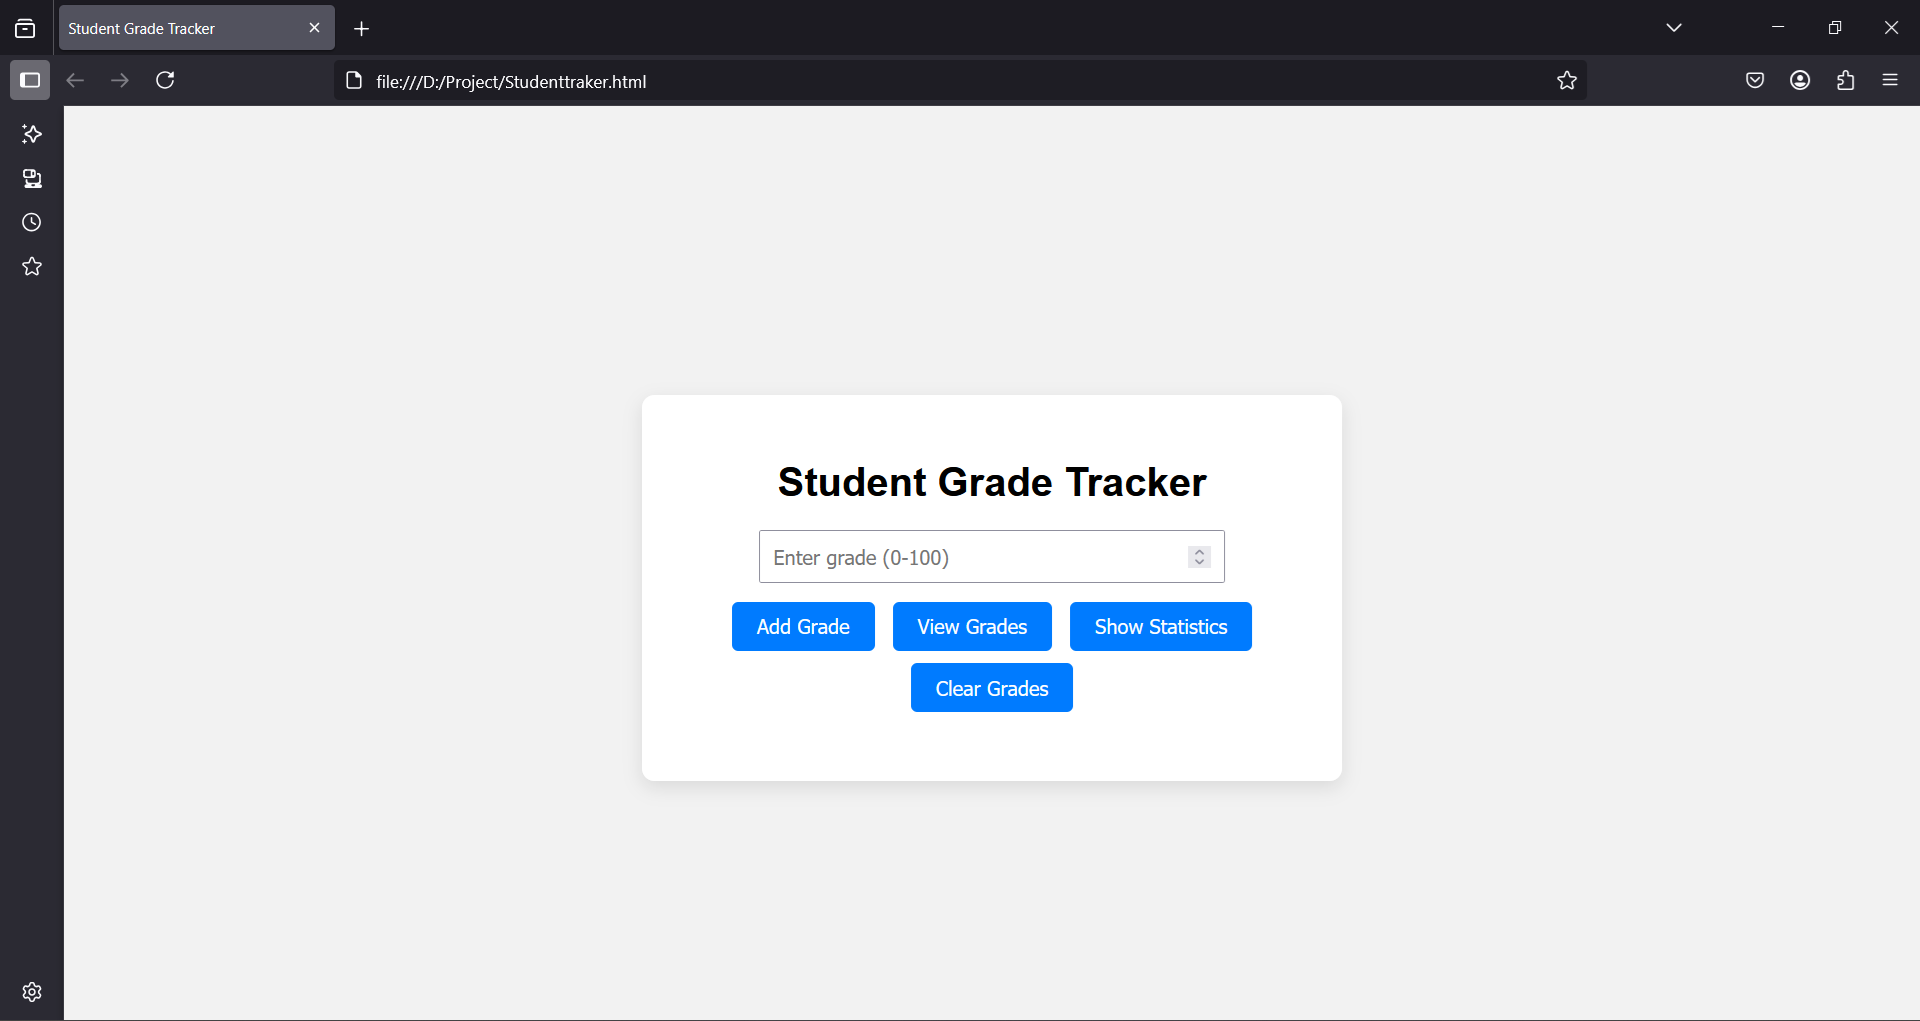 Student Grade Tracker
file:///D:/Project/Studenttraker.html
Student Grade Tracker
Enter grade (0-100)
Add Grade View Grades Show Statistics
Clear Grades